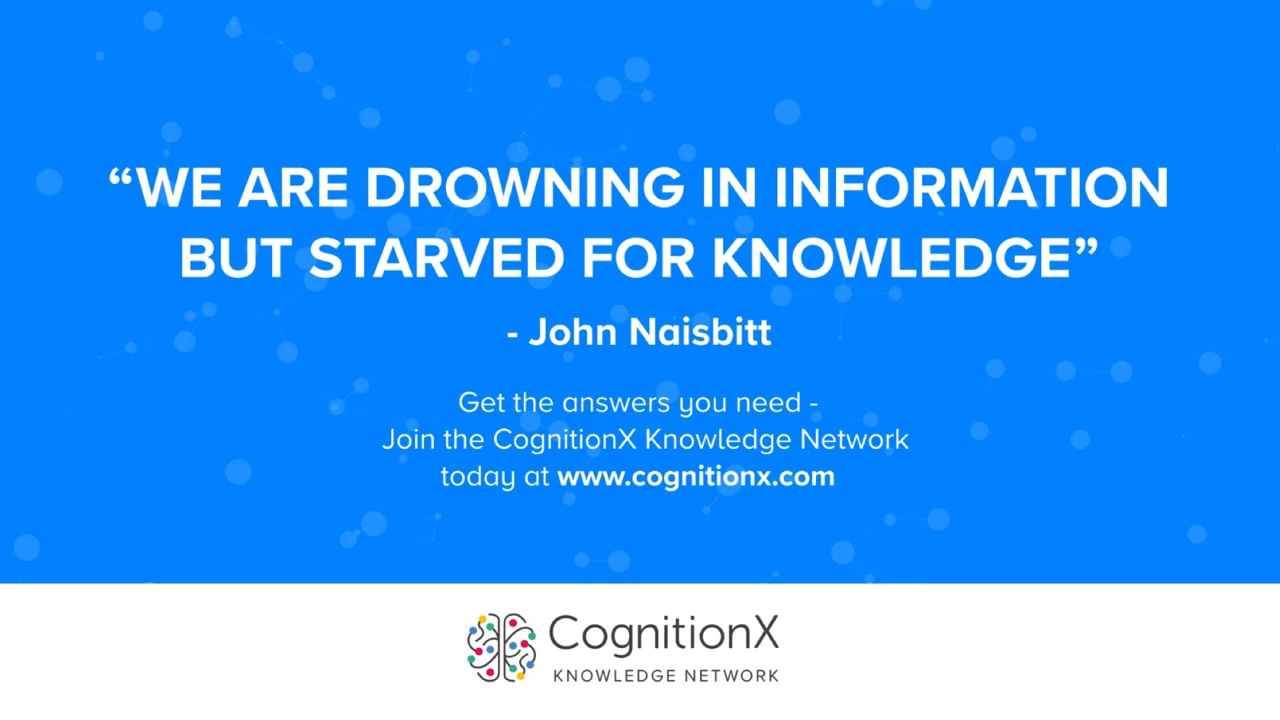 “WE ARE DROWNING IN INFORMATION
BUT STARVED FOR KNOWLEDGE”
- John Naisbitt
Get the answers you need -
Join the CognitionX Knowledge Network
today at www.cognitionx.com
CognitionX
KNOWLEDGE NETWORK